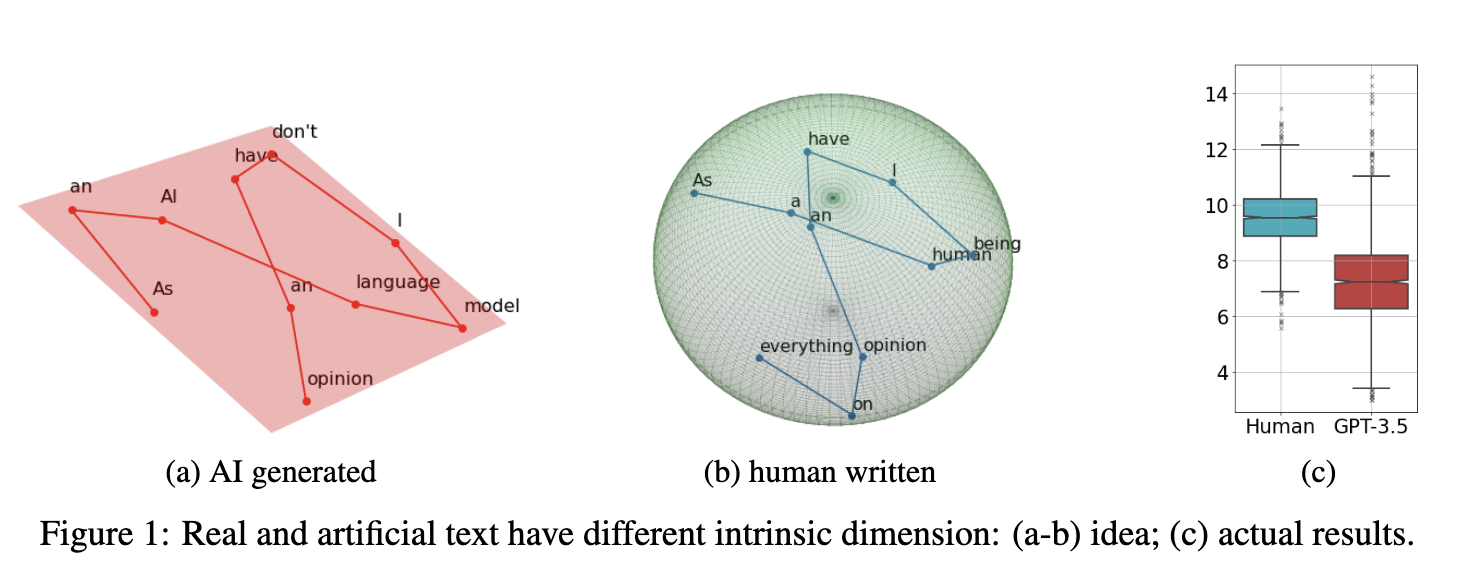 don't
have
an
AI
I
As
an
language
model
opinion
(a) AI generated
have
I
As
a
an
being
human
everything
opinion
on
(b) human written
14
12
10
8
6
4
Human GPT-3.5
(c)
Figure 1: Real and artificial text have different intrinsic dimension: (a-b) idea; (c) actual results.